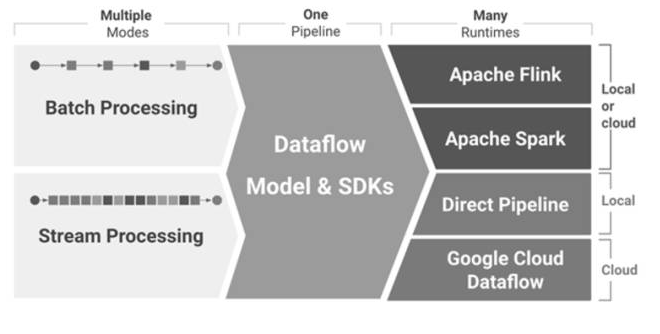 Multiple
Modes
One
Pipeline
Many
Runtimes
Batch Processing
Stream Processing
Dataflow
Model & SDKs
Apache Flink
Apache Spark
Direct Pipeline
Google Cloud
Dataflow
Local
or
cloud
Local
Cloud